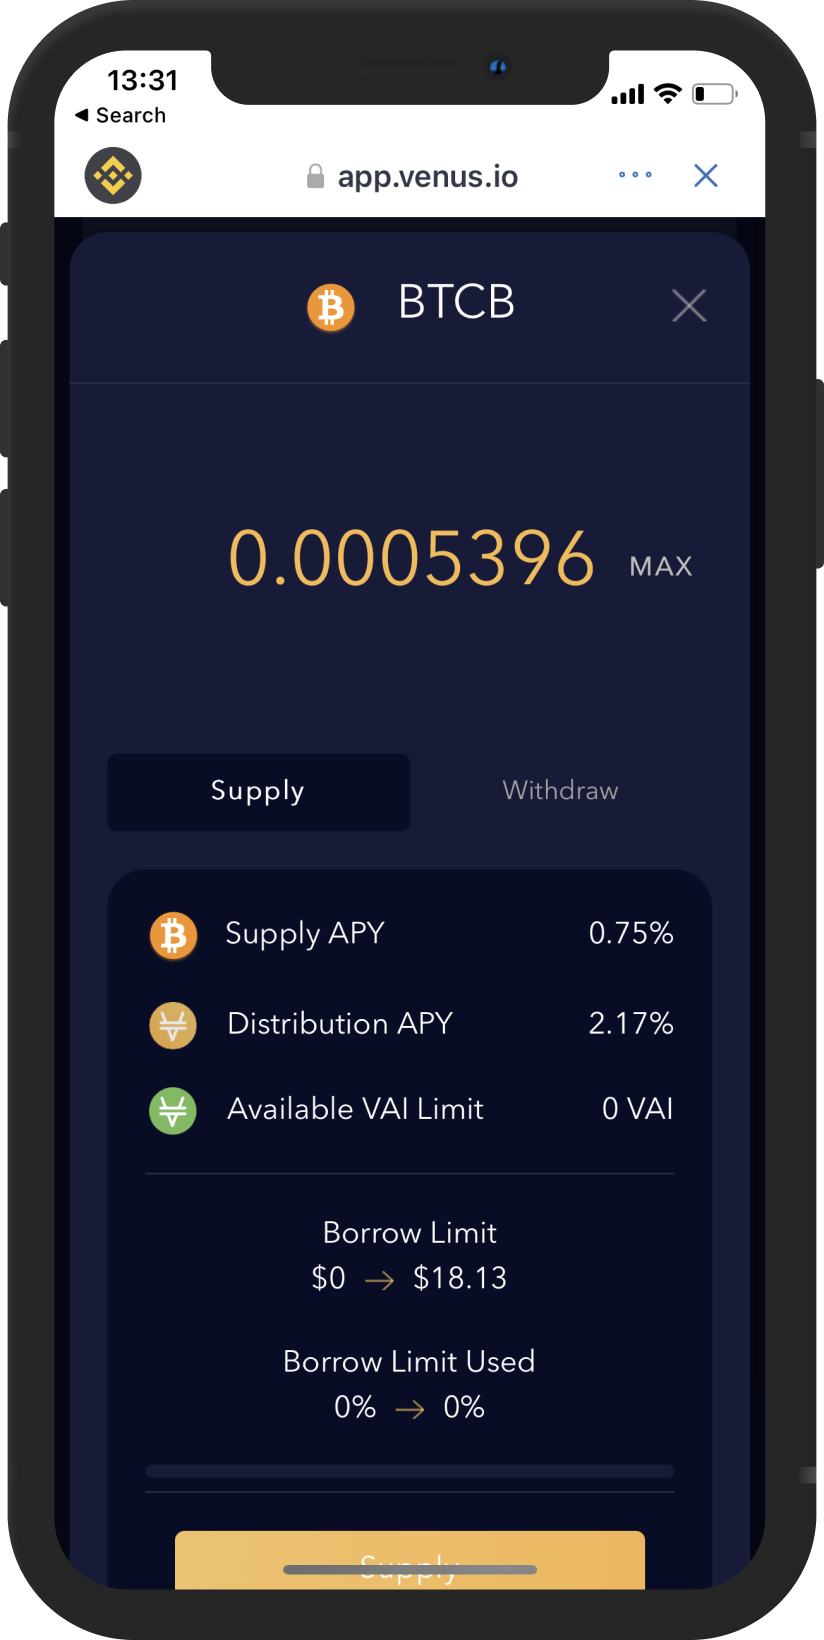 13:31
◀ Search
app.venus.io
BTCB
0.0005396 MAX
Supply Withdraw
Supply APY 0.75%
Distribution APY 2.17%
Available VAI Limit 0 VAI
Borrow Limit
$0 → $18.13
Borrow Limit Used
0% → 0%
Supply